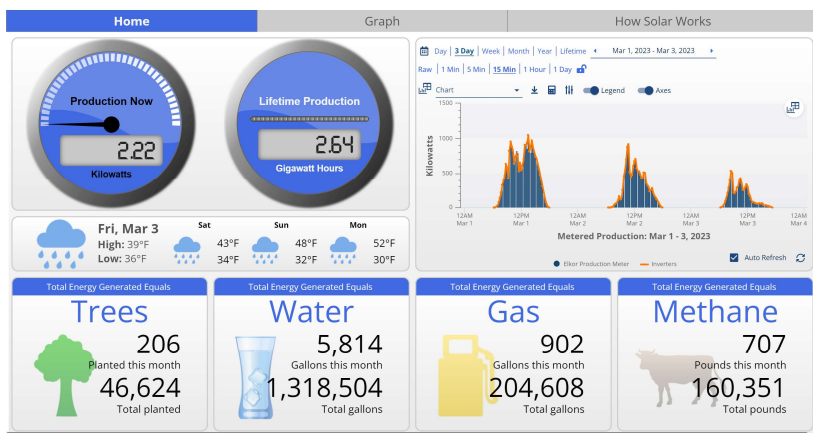 Home
Graph
How Solar Works
Production Now
2.22
Kilowatts
Lifetime Production
2.64
Gigawatt Hours
Day | 3 Day | Week | Month | Year | Lifetime
Mar 1, 2023 - Mar 3, 2023
Raw | 1 Min | 5 Min | 15 Min | 1 Hour | 1 Day
Chart
Legend
Axes
Kilowatts
1500
1000
500
0
12AM
Mar 1
12PM
Mar 1
12AM
Mar 2
12PM
Mar 2
12AM
Mar 3
12PM
Mar 3
12AM
Mar 4
Metered Production: Mar 1 - 3, 2023
Elkor Production Meter
Inverters
Auto Refresh
Fri, Mar 3
High: 39°F
Low: 36°F
Sat
43°F
34°F
Sun
48°F
32°F
Mon
52°F
30°F
Total Energy Generated Equals
Trees
206
Planted this month
46,624
Total planted
Total Energy Generated Equals
Water
5,814
Gallons this month
1,318,504
Total gallons
Total Energy Generated Equals
Gas
902
Gallons this month
204,608
Total gallons
Total Energy Generated Equals
Methane
707
Pounds this month
160,351
Total pounds